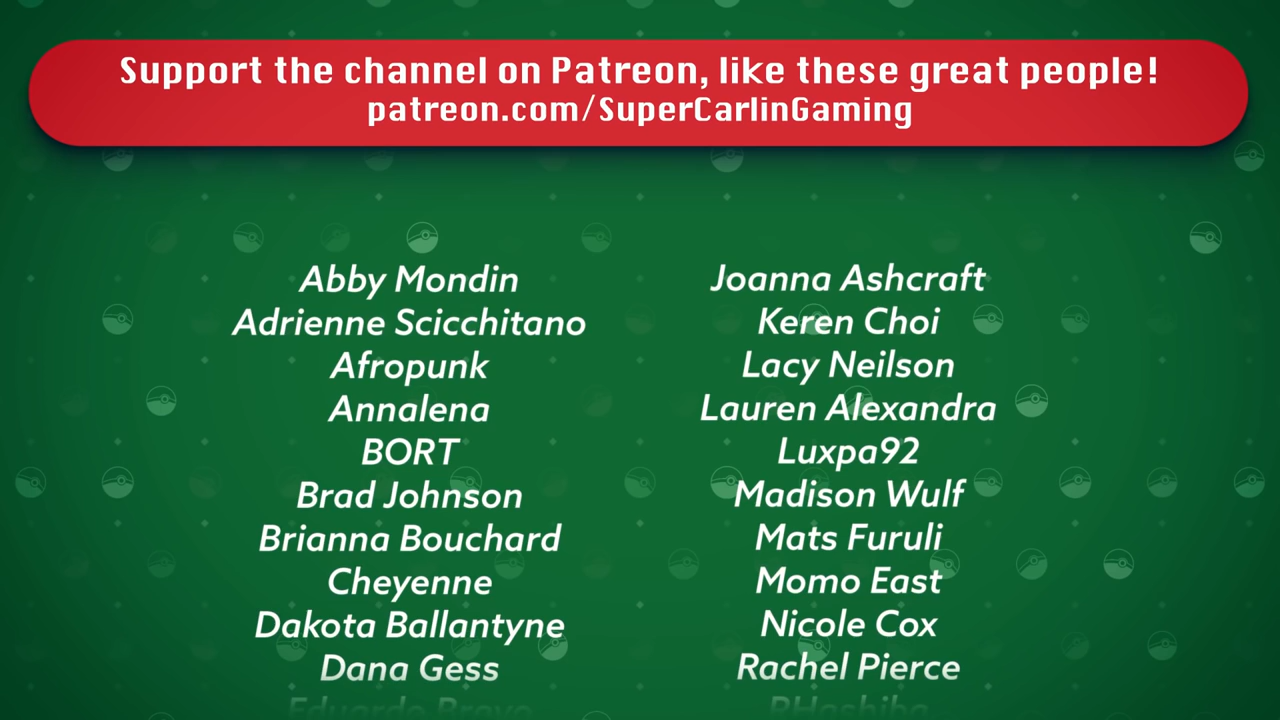 Support the channel on Patreon, like these great people!
patreon.com/SuperCarlinGaming
Abby Mondin
Adrienne Scicchitano
Afropunk
Annalena
BORT
Brad Johnson
Brianna Bouchard
Cheyenne
Dakota Ballantyne
Dana Gess
Eduardo Bravo
Joanna Ashcraft
Keren Choi
Lacy Neilson
Lauren Alexandra
Luxpa92
Madison Wulf
Mats Furuli
Momo East
Nicole Cox
Rachel Pierce